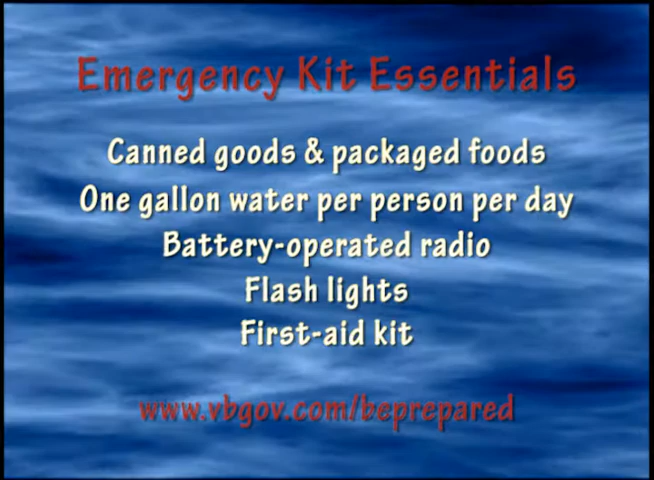 Emergency Kit Essentials
Canned goods & packaged foods
One gallon water per person per day
Battery-operated radio
Flash lights
First-aid kit
www.vbgov.com/beprepared